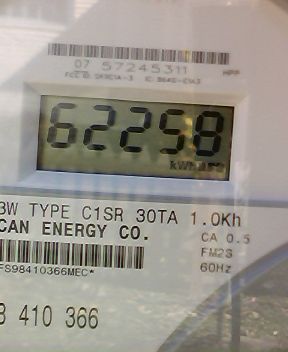 07 57245311
62258
kWh
3W TYPE C1SR 30TA 1.0Kh
CAN ENERGY CO.
CA 0.5
FM2S
60Hz
FS98410366MEC*
8 410 366